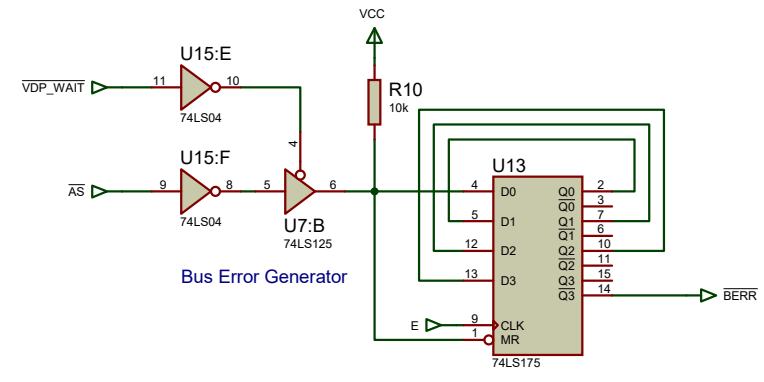 VCC
U15:E
VDP_WAIT
11
10
74LS04
R10
10k
4
U15:F
AS
9
8
5
6
74LS04
U7:B
74LS125
Bus Error Generator
U13
4 D0 Q0 2
Q0 3
5 D1 Q1 7
Q1 6
12 D2 Q2 10
Q2 11
13 D3 Q3 15
Q3 14
BERR
E 9 CLK
1 MR
74LS175